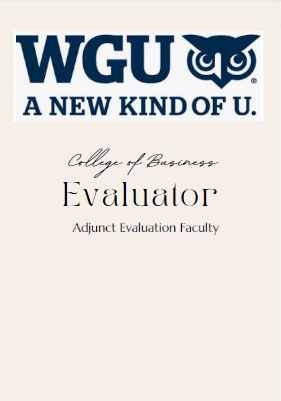 WGU
A NEW KIND OF U.
College of Business
Evaluator
Adjunct Evaluation Faculty